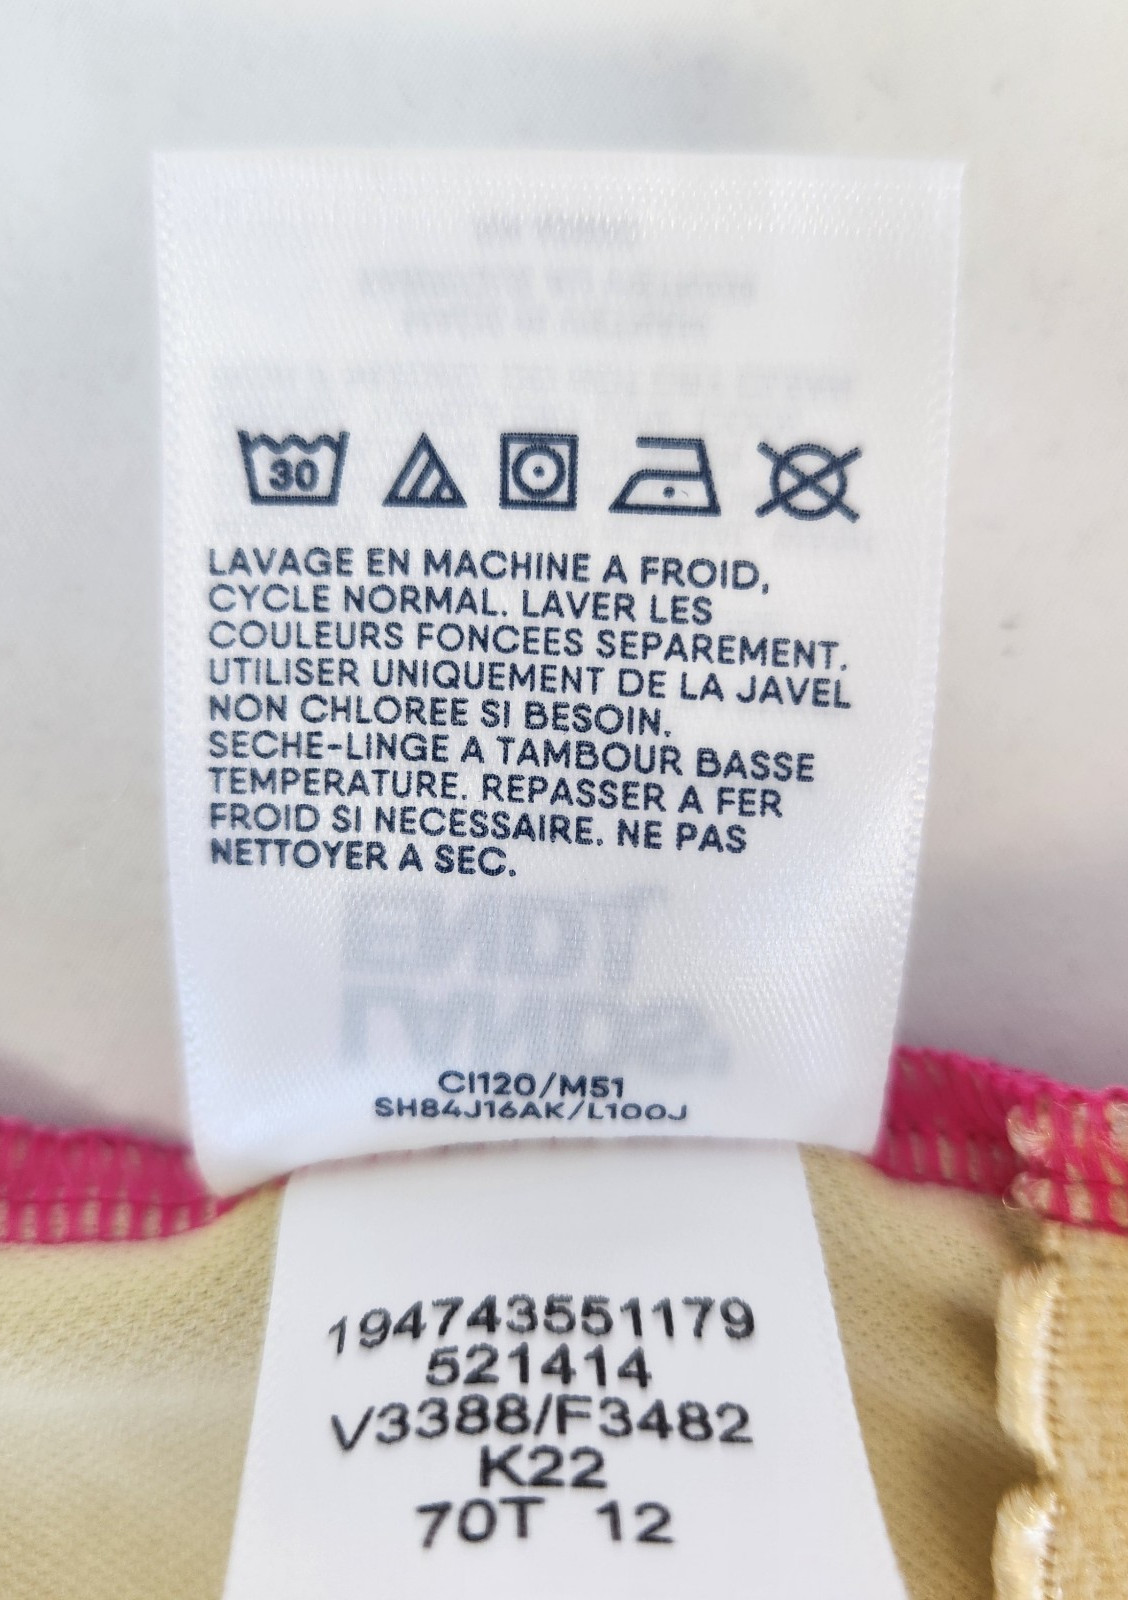 30
LAVAGE EN MACHINE A FROID,
CYCLE NORMAL. LAVER LES
COULEURS FONCEES SEPAREMENT.
UTILISER UNIQUEMENT DE LA JAVEL
NON CHLOREE SI BESOIN.
SECHE-LINGE A TAMBOUR BASSE
TEMPERATURE. REPASSER A FER
FROID SI NECESSAIRE. NE PAS
NETTOYER A SEC.
CI120/M51
SH84J16AK/L100J
194743551179
521414
V3388/F3482
K22
70T 12